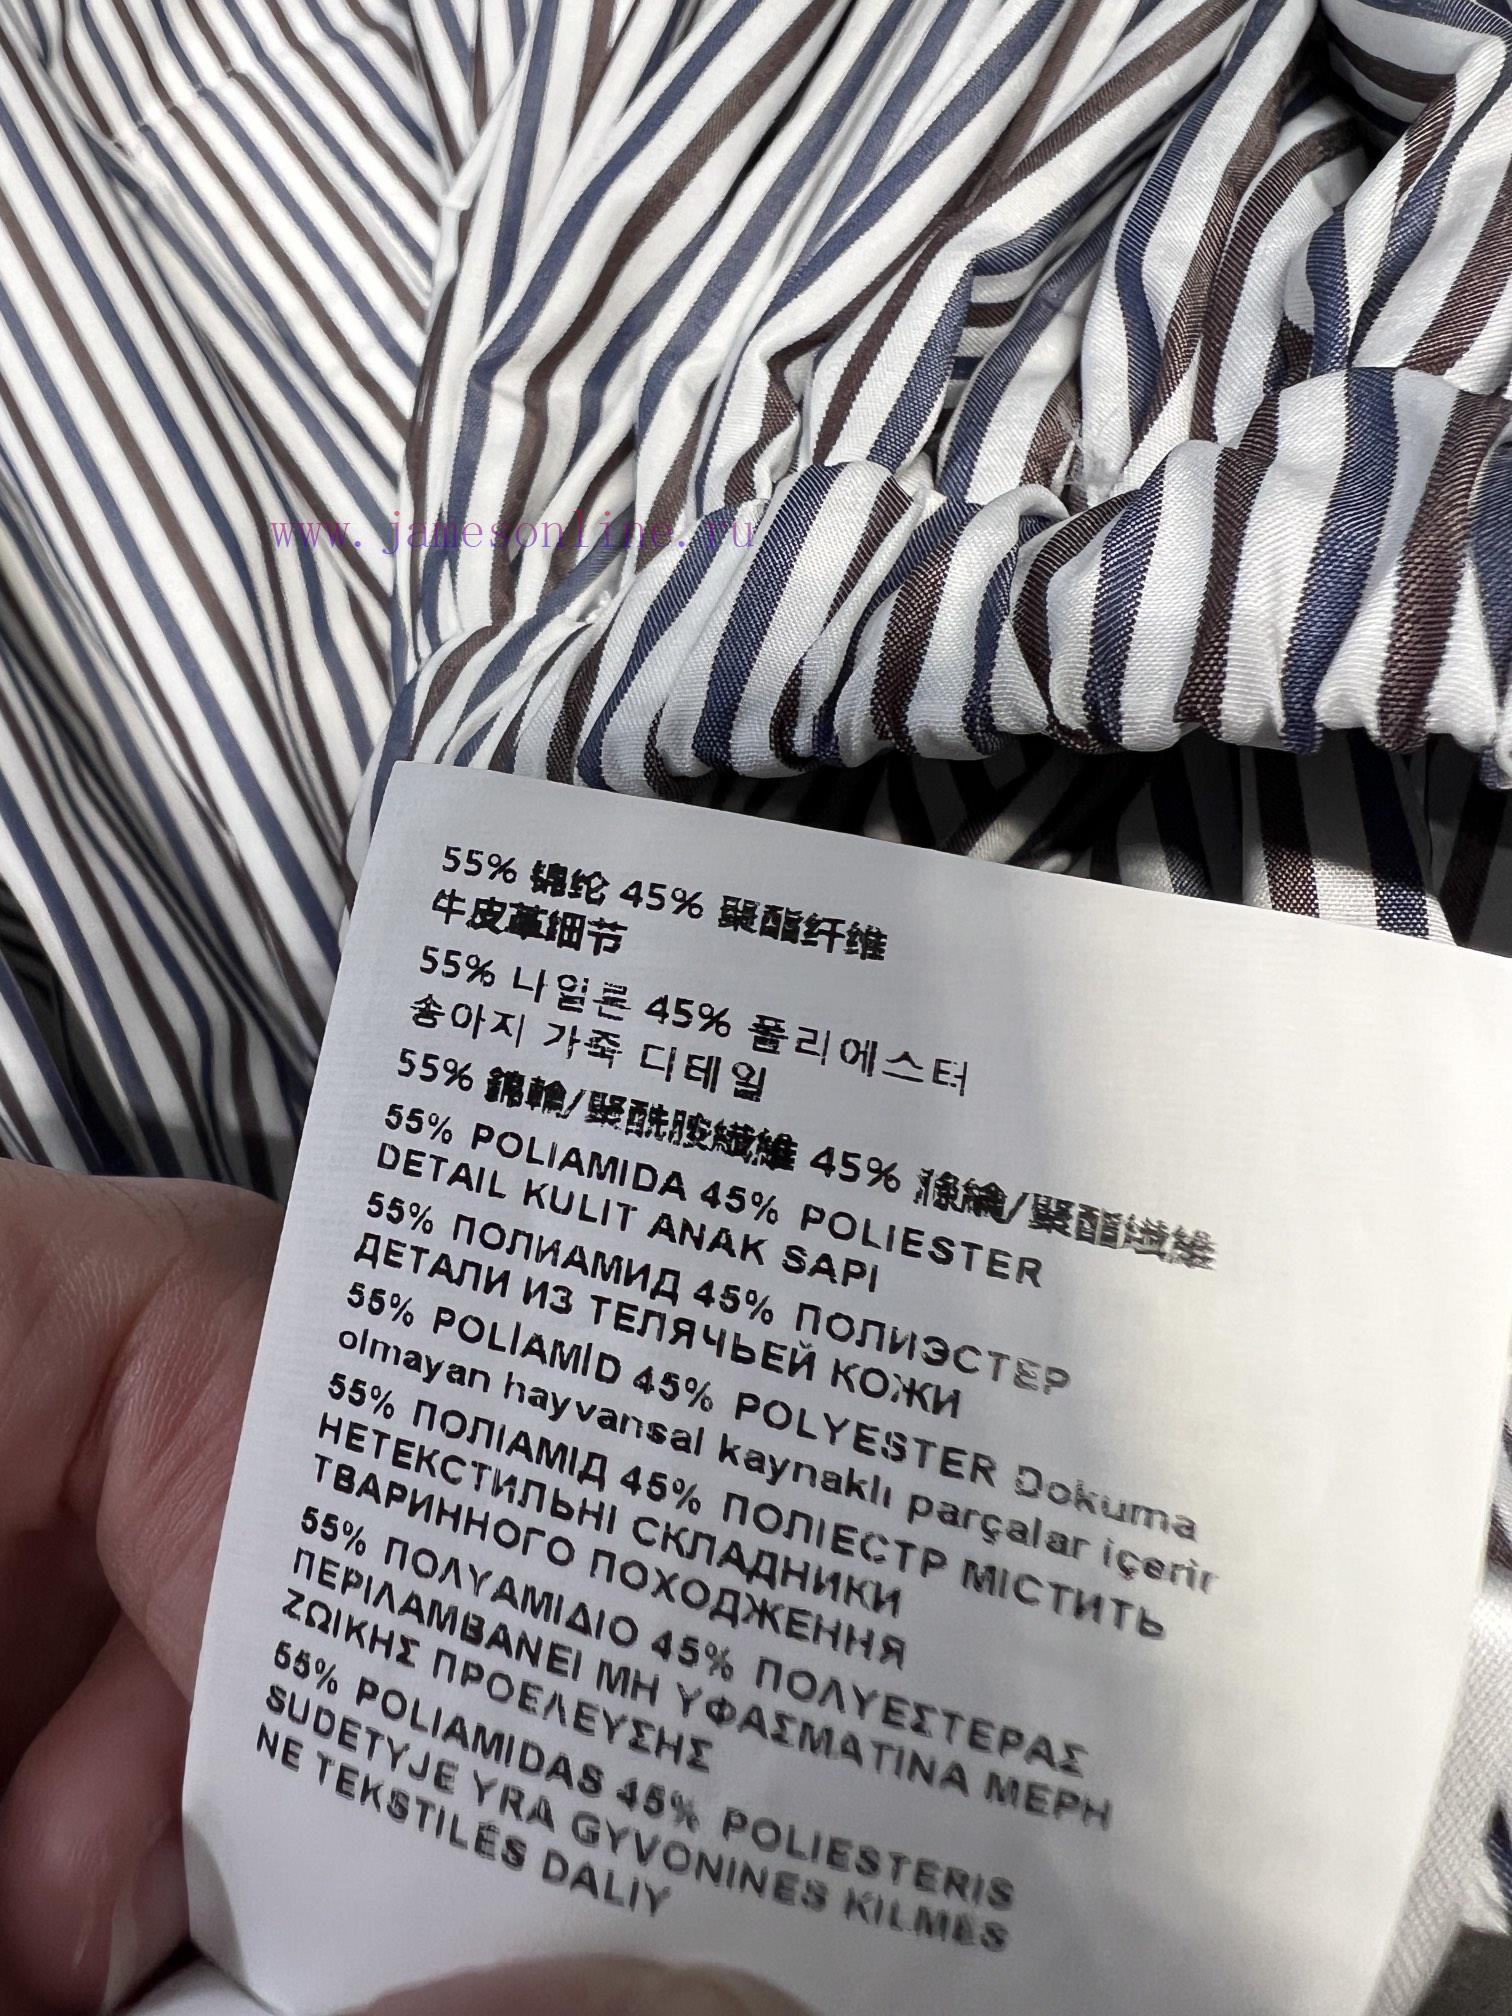 www.jamesonline.ru
55% 锦纶 45% 聚酯纤维
牛皮革细节
55% 나일론 45% 폴리에스터
송아지 가죽 디테일
55% 錦輪/聚酰胺纖維 45% 滌綸/聚酯纖維
55% POLIAMIDA 45% POLIESTER
DETAIL KULIT ANAK SAPI
55% ПОЛИАМИД 45% ПОЛИЭСТЕР
ДЕТАЛИ ИЗ ТЕЛЯЧЬЕЙ КОЖИ
55% POLİAMİD 45% POLYESTER Dokuma
olmayan hayvansal kaynaklı parçalar içerir
55% ПОЛІАМІД 45% ПОЛІЕСТР МІСТИТЬ
НЕТЕКСТИЛЬНІ СКЛАДНИКИ
ТВАРИННОГО ПОХОДЖЕННЯ
55% ΠΟΛΥΑΜΙΔΙΟ 45% ΠΟΛΥΕΣΤΕΡΑΣ
ΠΕΡΙΛΑΜΒΑΝΕΙ ΜΗ ΥΦΑΣΜΑΤΙΝΑ ΜΕΡΗ
ΖΩΙΚΗΣ ΠΡΟΕΛΕΥΣΗΣ
55% POLIAMIDAS 45% POLIESTERIS
SUDETYJE YRA GYVONINES KILMES
NE TEKSTILĖS DALIY